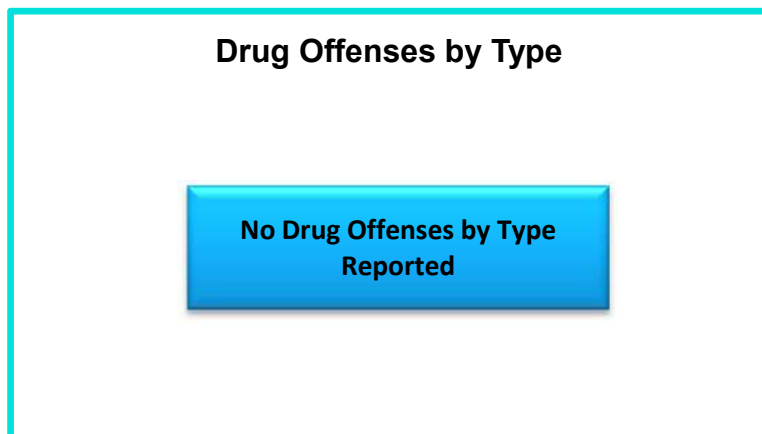 Drug Offenses by Type
No Drug Offenses by Type
Reported